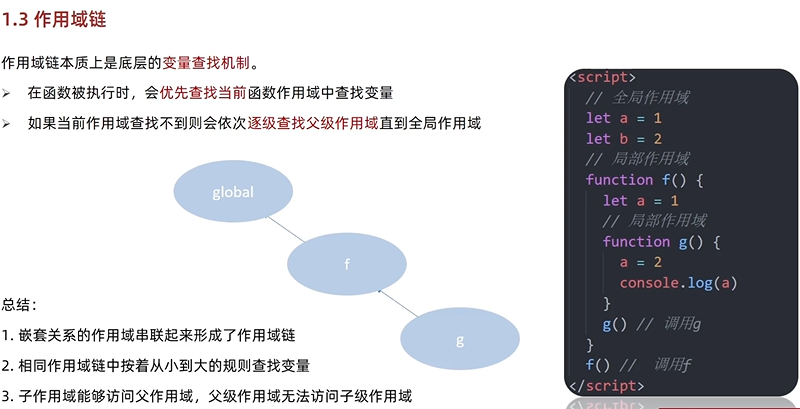 1.3 作用域链
作用域链本质上是底层的变量查找机制。
➢ 在函数被执行时，会优先查找当前函数作用域中查找变量
➢ 如果当前作用域查找不到则会依次逐级查找父级作用域直到全局作用域
global
f
g
总结：
1. 嵌套关系的作用域串联起来形成了作用域链
2. 相同作用域链中按着从小到大的规则查找变量
3. 子作用域能够访问父作用域，父级作用域无法访问子级作用域
<script>
// 全局作用域
let a = 1
let b = 2
// 局部作用域
function f() {
let a = 1
// 局部作用域
function g() {
a = 2
console.log(a)
}
g() // 调用g
}
f() // 调用f
</script>